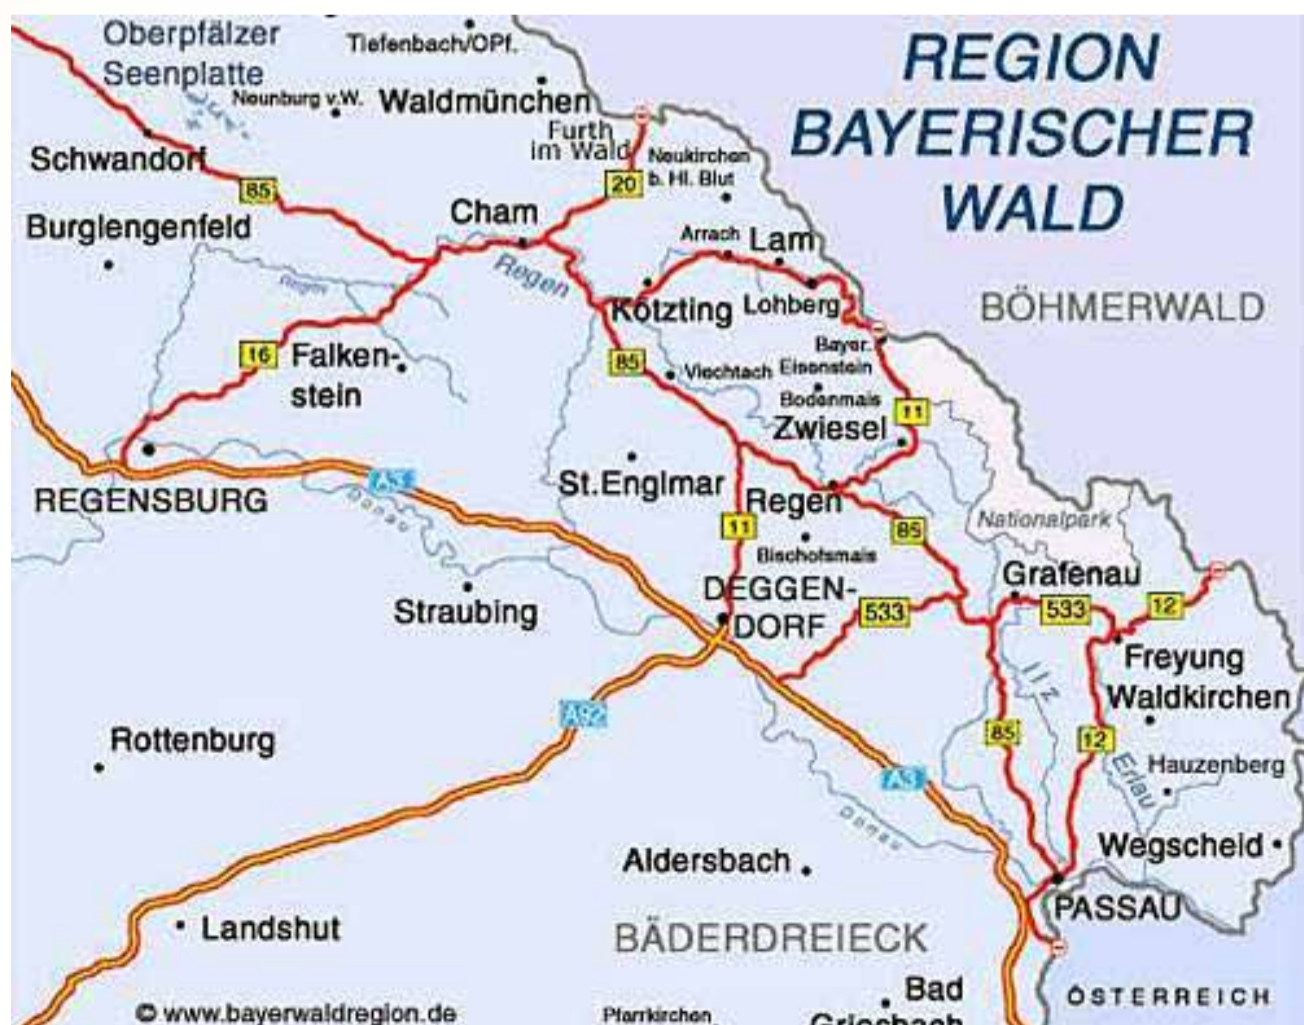 Oberpfälzer
Seenplatte
Tiefenbach/OPf.
REGION
BAYERISCHER
WALD
Neunburg v.W.
Waldmünchen
Furth
im Wald
Neukirchen
b. Hl. Blut
Schwandorf
85
20
Burglengenfeld
Cham
Arrach
Lam
Regen
Regen
BÖHMERWALD
Kötzting
Lohberg
16
Falken-
stein
85
Bayer.
Eisenstein
Viechtach
Bodenmais
11
Zwiesel
REGENSBURG
A3
Donau
St.Englmar
Regen
11
85
Nationalpark
Bischofsmais
Straubing
DEGGEN-
DORF
533
Grafenau
533
12
Freyung
Ilz
Waldkirchen
A92
85
12
Rottenburg
Erlau
Hauzenberg
A3
Donau
Wegscheid
Aldersbach
PASSAU
Landshut
BÄDERDREIECK
Bad
Griesbach
ÖSTERREICH
© www.bayerwaldregion.de
Pfarrkirchen